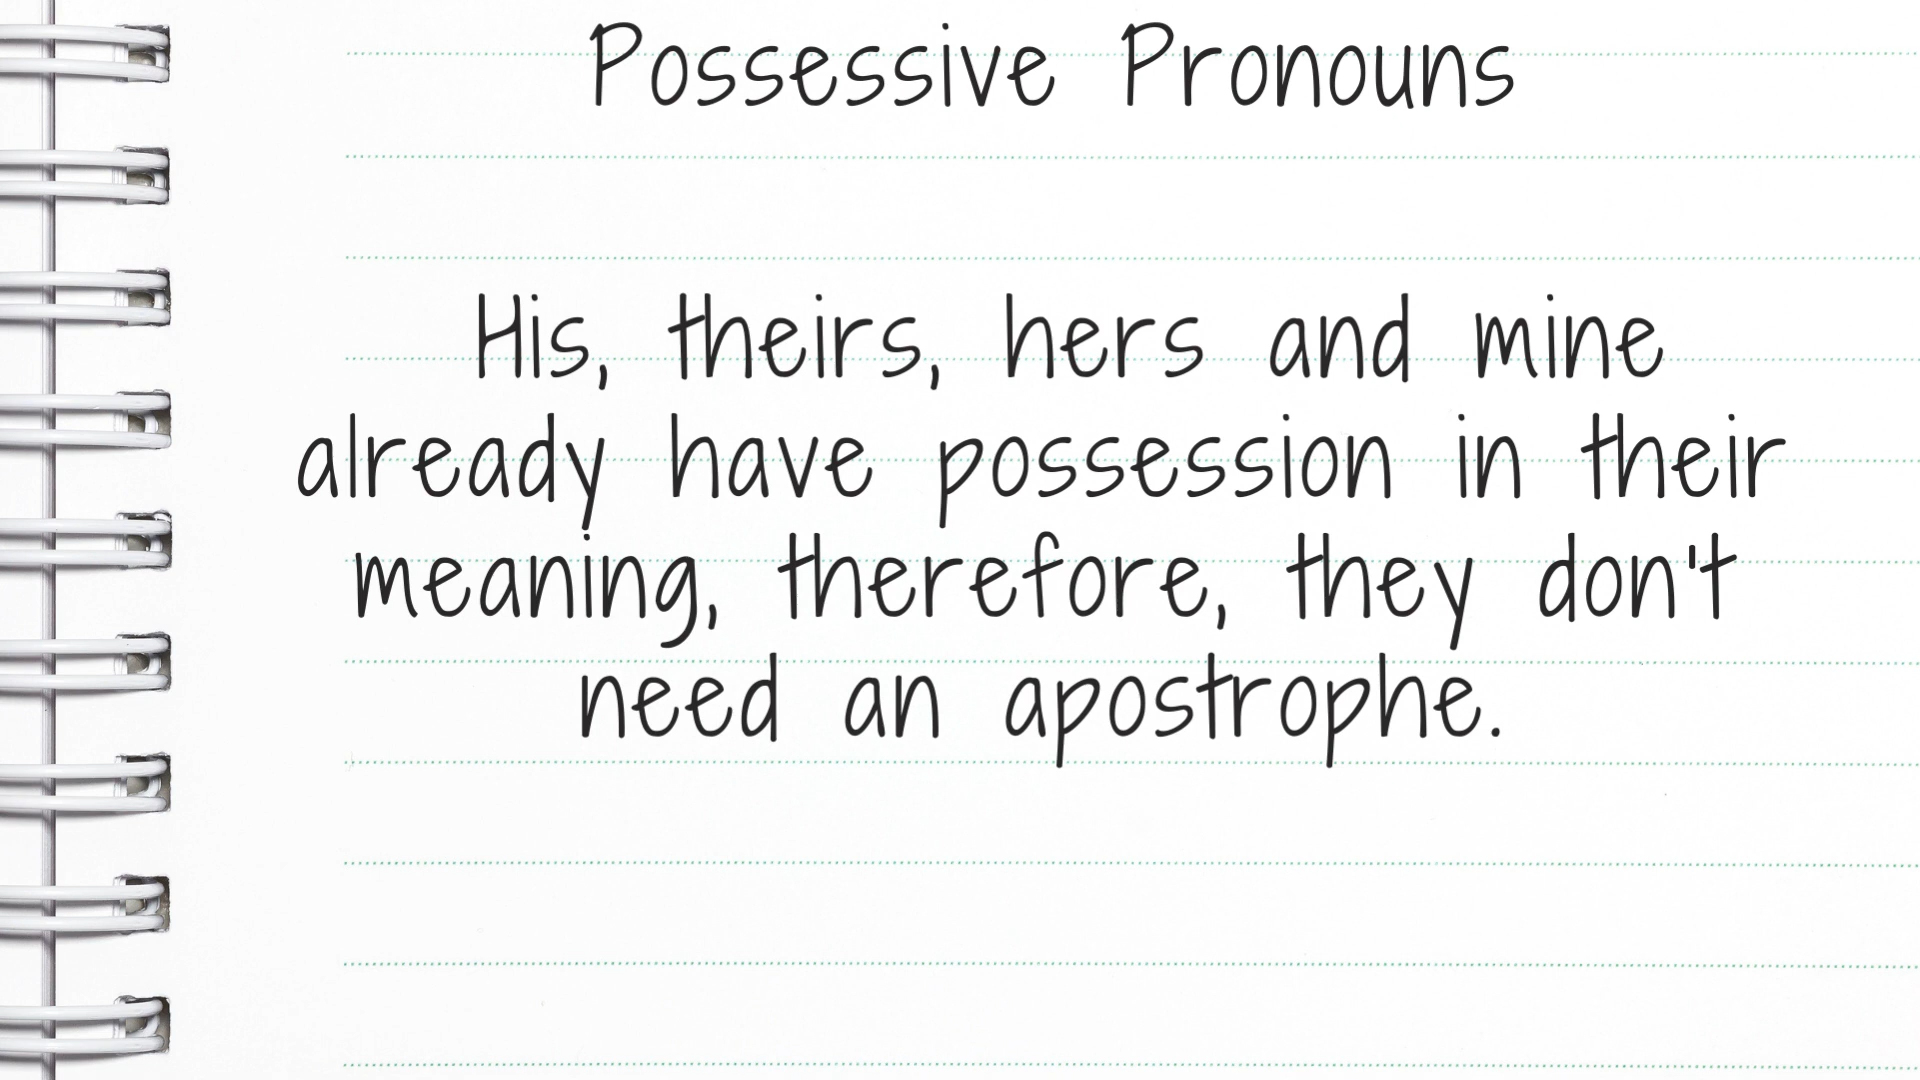 Possessive Pronouns
His, theirs, hers and mine
already have possession in their
meaning, therefore, they don't
need an apostrophe.